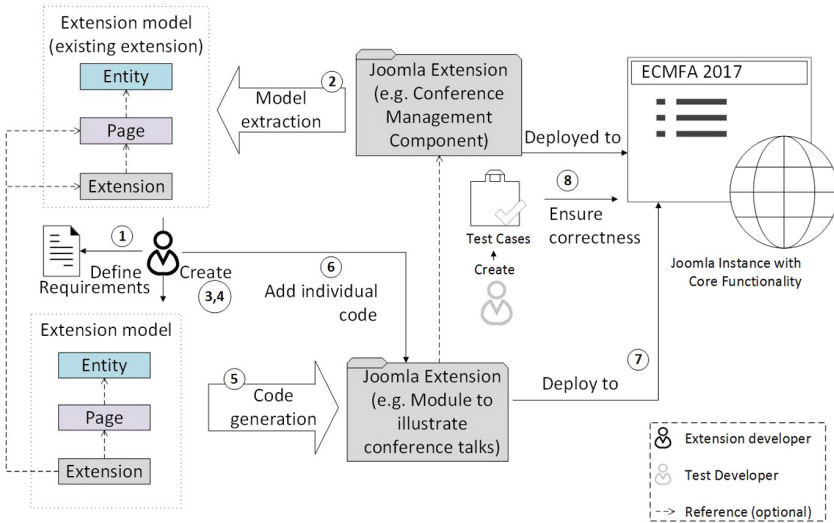 Extension model
(existing extension)
Entity
Page
Extension
2
Model
extraction
Joomla Extension
(e.g. Conference
Management
Component)
Deployed to
ECMFA 2017
8
Ensure
correctness
Test Cases
Create
Joomla Instance with
Core Functionality
1
Define
Requirements
Create
3,4
6
Add individual
code
Extension model
Entity
Page
Extension
5
Code
generation
Joomla Extension
(e.g. Module to
illustrate
conference talks)
Deploy to
7
Extension developer
Test Developer
Reference (optional)